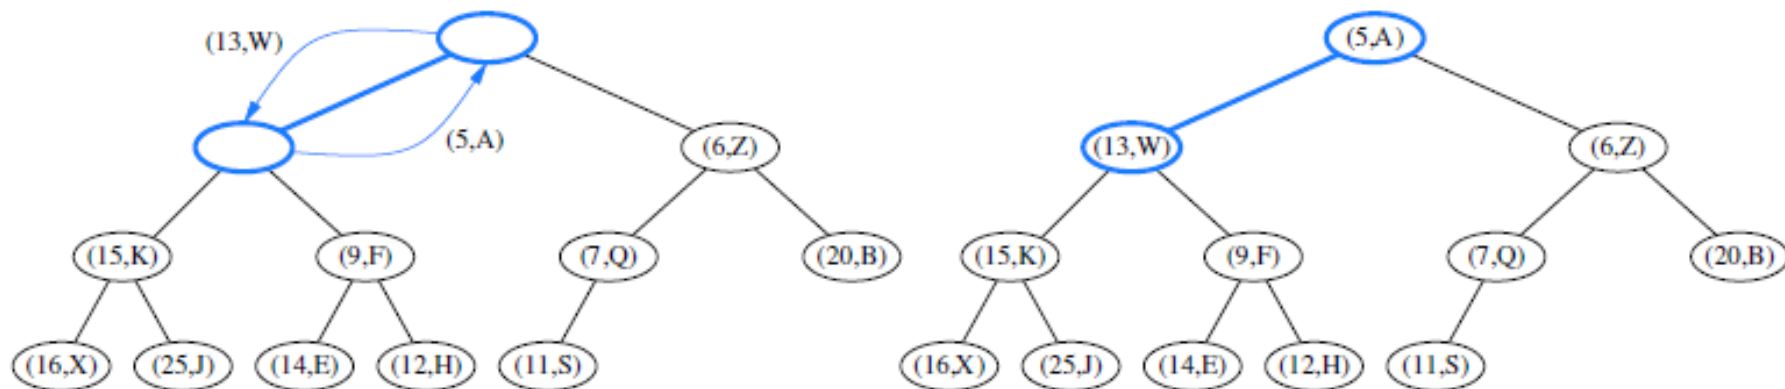 (13,W)
(5,A)
(6,Z)
(15,K) (9,F) (7,Q) (20,B)
(16,X) (25,J) (14,E) (12,H) (11,S)
(5,A)
(13,W) (6,Z)
(15,K) (9,F) (7,Q) (20,B)
(16,X) (25,J) (14,E) (12,H) (11,S)